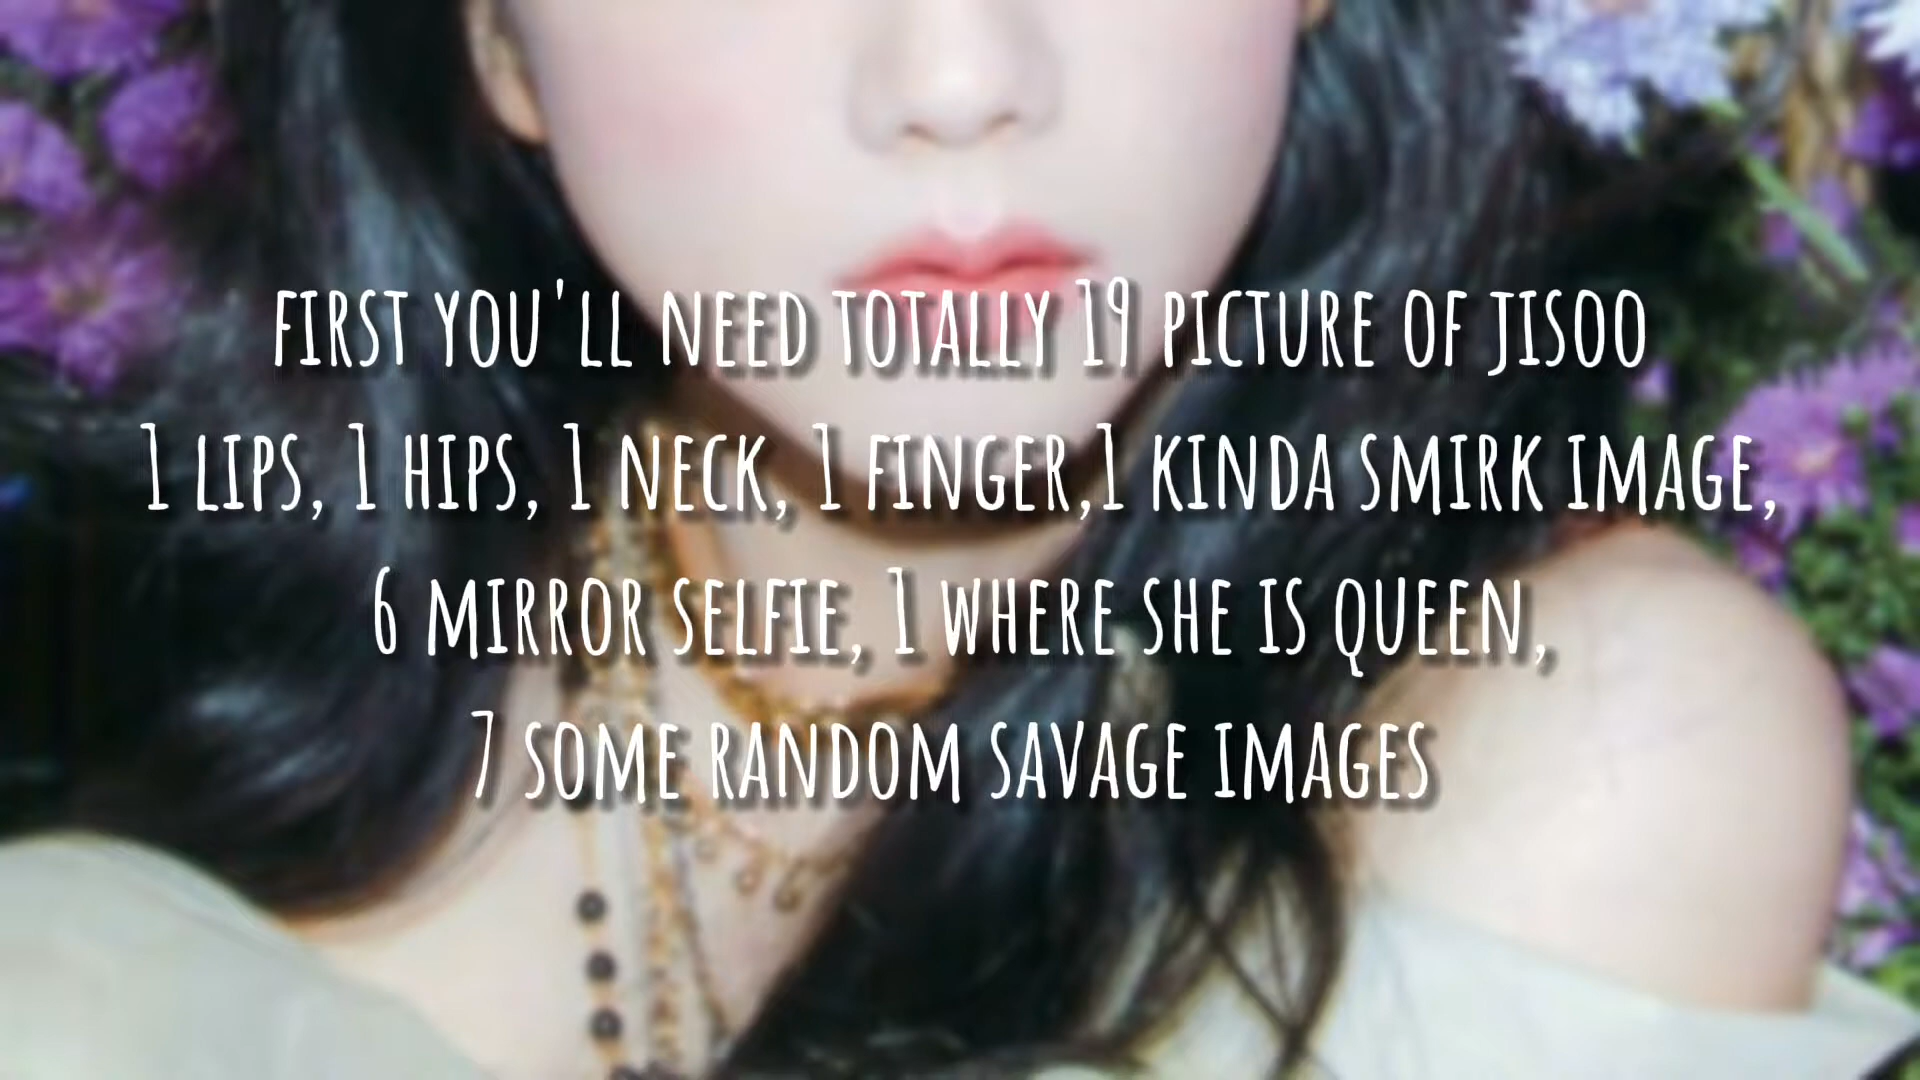 FIRST YOU'LL NEED TOTALLY 19 PICTURE OF JISOO
1 LIPS, 1 HIPS, 1 NECK, 1 FINGER,1 KINDA SMIRK IMAGE,
6 MIRROR SELFIE, 1 WHERE SHE IS QUEEN,
7 SOME RANDOM SAVAGE IMAGES